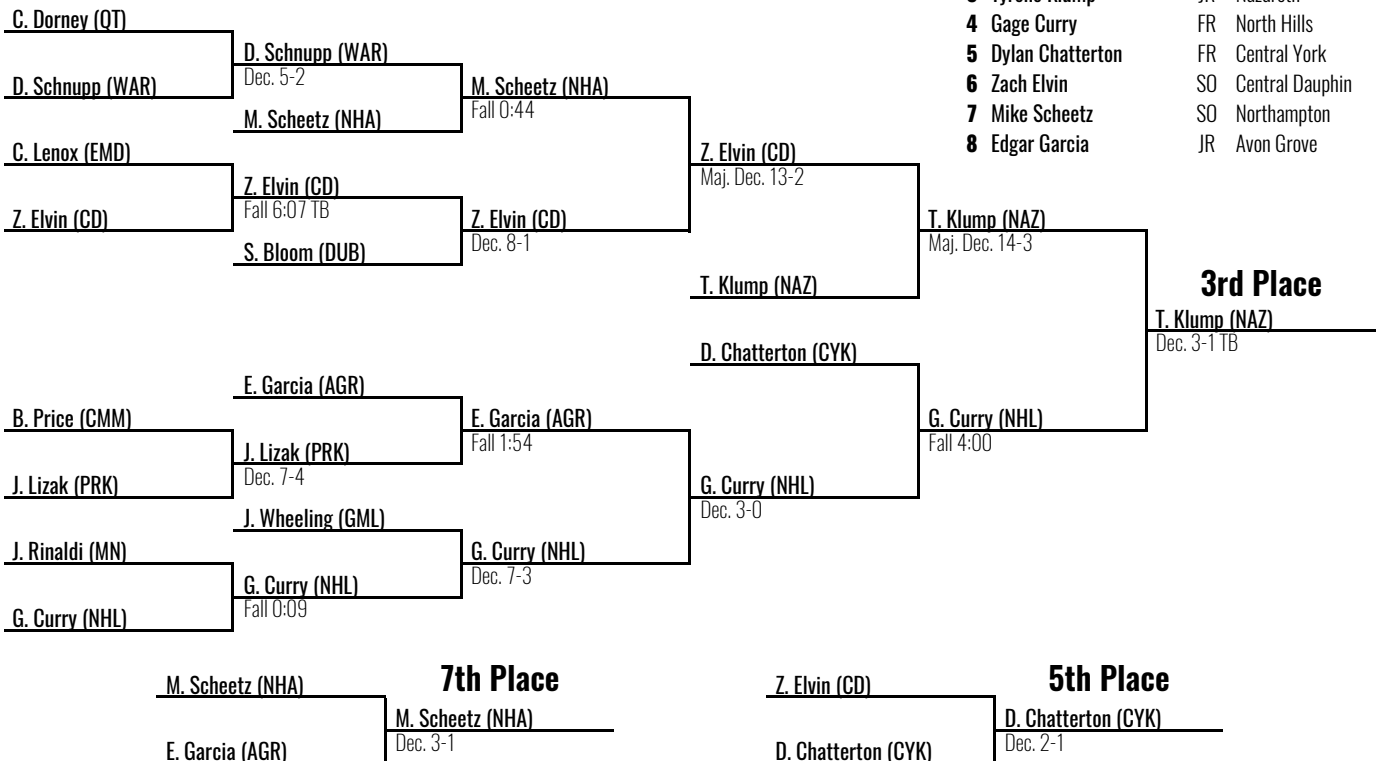 C. Dorney (QT)
D. Schnupp (WAR)
Dec. 5-2
D. Schnupp (WAR)
M. Scheetz (NHA)
Fall 0:44
M. Scheetz (NHA)
C. Lenox (EMD)
Z. Elvin (CD)
Maj. Dec. 13-2
Z. Elvin (CD)
Fall 6:07 TB
Z. Elvin (CD)
Z. Elvin (CD)
Dec. 8-1
S. Bloom (DUB)
T. Klump (NAZ)
Maj. Dec. 14-3
T. Klump (NAZ)
3rd Place
T. Klump (NAZ)
Dec. 3-1 TB
D. Chatterton (CYK)
E. Garcia (AGR)
B. Price (CMM)
E. Garcia (AGR)
Fall 1:54
G. Curry (NHL)
Fall 4:00
J. Lizak (PRK)
Dec. 7-4
J. Lizak (PRK)
G. Curry (NHL)
Dec. 3-0
J. Wheeling (GML)
J. Rinaldi (MN)
G. Curry (NHL)
Dec. 7-3
G. Curry (NHL)
Fall 0:09
G. Curry (NHL)
4 Gage Curry FR North Hills
5 Dylan Chatterton FR Central York
6 Zach Elvin SO Central Dauphin
7 Mike Scheetz SO Northampton
8 Edgar Garcia JR Avon Grove
7th Place
M. Scheetz (NHA)
M. Scheetz (NHA)
Dec. 3-1
E. Garcia (AGR)
5th Place
Z. Elvin (CD)
D. Chatterton (CYK)
Dec. 2-1
D. Chatterton (CYK)